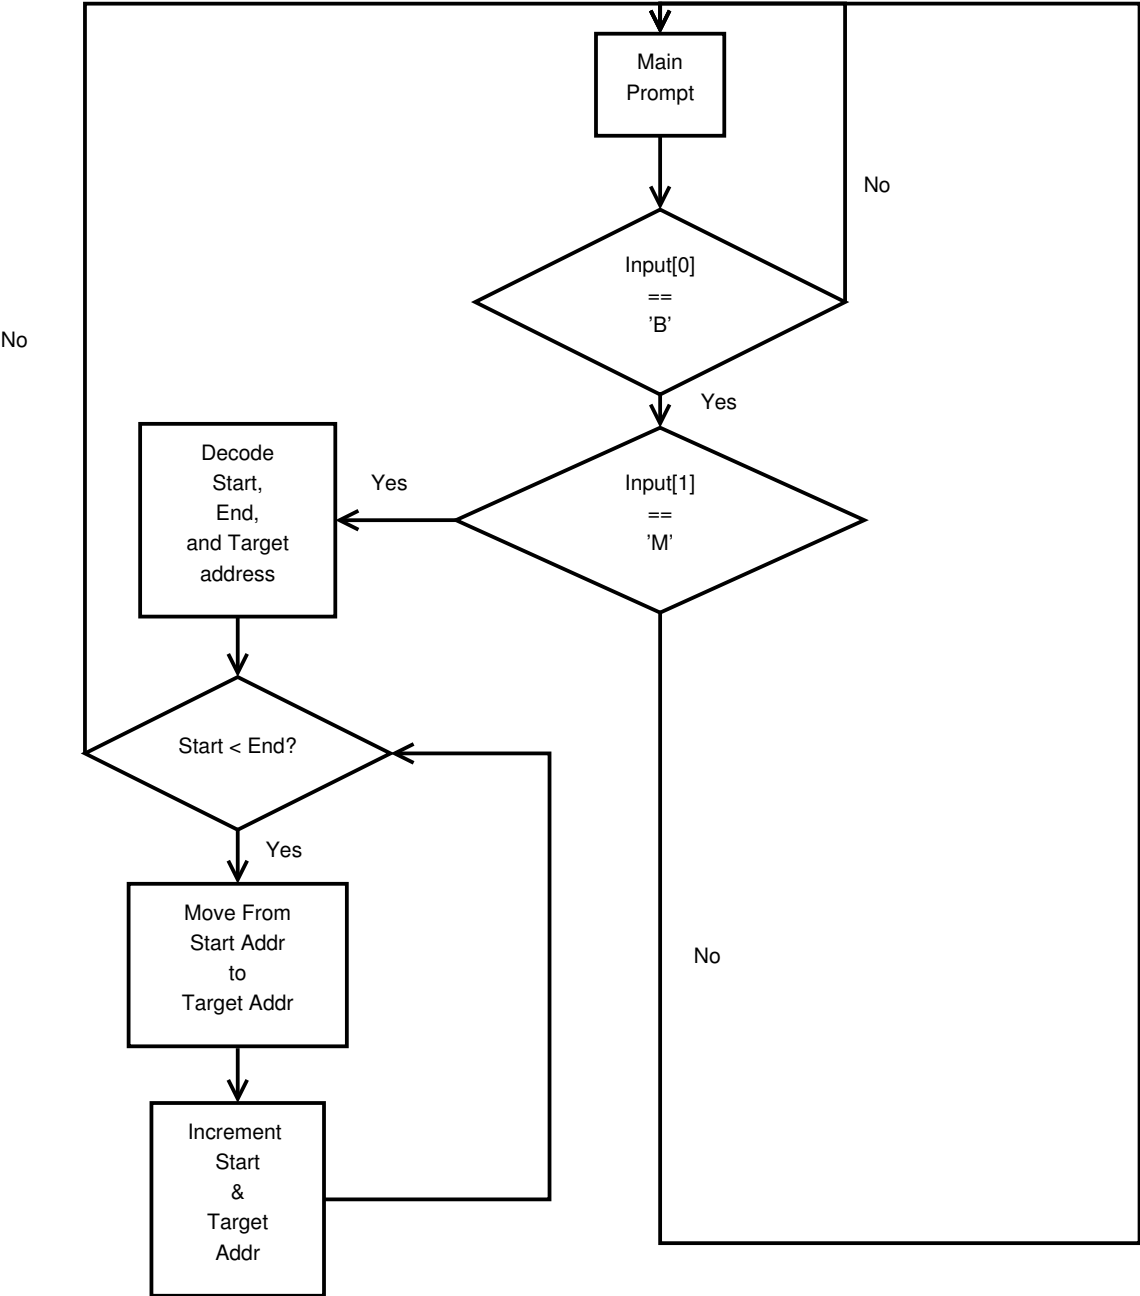 Main
Prompt
No
Input[0]
==
’B’
No
Yes
Decode
Start,
End,
and Target
address
Yes
Input[1]
==
’M’
Start < End?
Yes
Move From
Start Addr
to
Target Addr
No
Increment
Start
&
Target
Addr